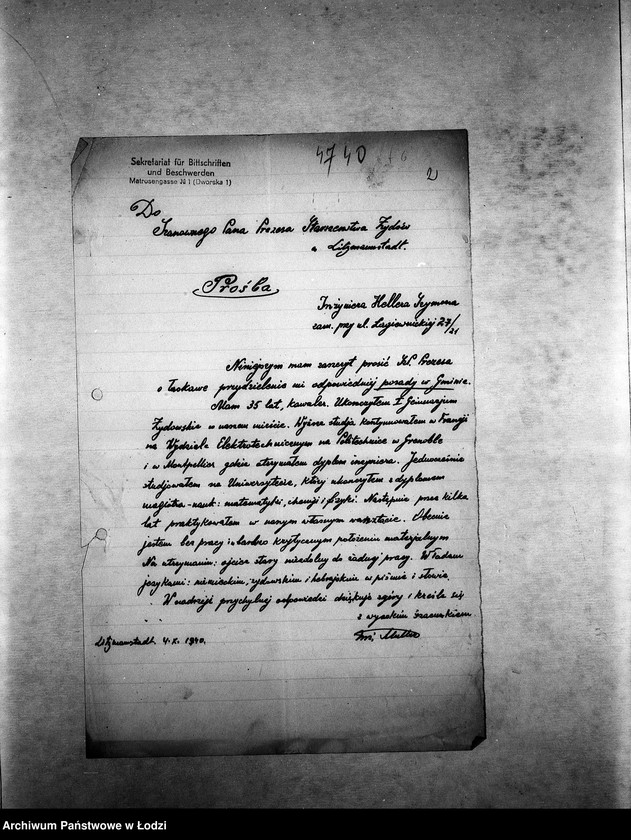 4740
2
Sekretariat für Bittschriften
und Beschwerden
Matrosengasse № 1 (Dworska 1)
Do
Szanownego Pana Prezesa Starszeństwa Żydów
w Litzmannstadt.
Prośba
Inżyniera Hellera Szymona
zam. przy ul. Łagiewnickiej 27/21
Niniejszym mam zaszczyt prosić Prezesa
o łaskawe przydzielenie mi odpowiedniej posady w Gminie.
Mam 35 lat, kawaler. Ukończyłem I Gimnazjum
Żydowskie w naszem mieście. Wyższe studja kontynuowałem w Francji
na Wydziale Elektrotechnicznym na Politechnice w Grenoble
i w Montpellier gdzie otrzymałem dyplom inżyniera. Jednocześnie
studjowałem na Uniwersytecie, który ukończyłem z dyplomem
magistra-nauk: matematyki, chemji i fizyki. Następnie przez kilka
lat praktykowałem w naszym własnym warsztacie. Obecnie
jestem bez pracy i w bardzo krytycznym położeniu materjalnym
Na utrzymaniu: ojciec stary niezdolny do żadnej pracy. Władam
językami: niemieckim, żydowskim i hebrajskim w piśmie i słowie.
W nadzieji przychylnej odpowiedzi dziękuję z góry i kreślę się
z wysokim szacunkiem
Litzmannstadt. 4.X. 1940.
Archiwum Państwowe w Łodzi